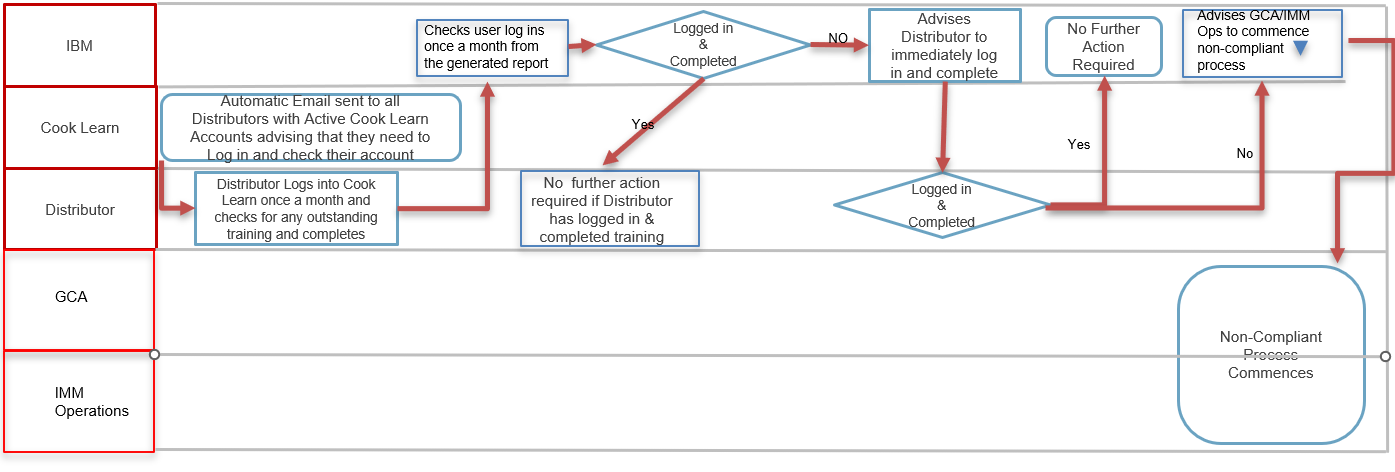 IBM
Checks user log ins
once a month from
the generated report
Logged in
&
Completed
NO
Advises
Distributor to
immediately log
in and complete
No Further
Action
Required
Advises GCA/IMM
Ops to commence
non-compliant
process
Cook Learn
Automatic Email sent to all
Distributors with Active Cook Learn
Accounts advising that they need to
Log in and check their account
Yes
Yes
No
Distributor
Distributor Logs into Cook
Learn once a month and
checks for any outstanding
training and completes
No further action
required if Distributor
has logged in &
completed training
Logged in
&
Completed
GCA
Non-Compliant
Process
Commences
IMM
Operations